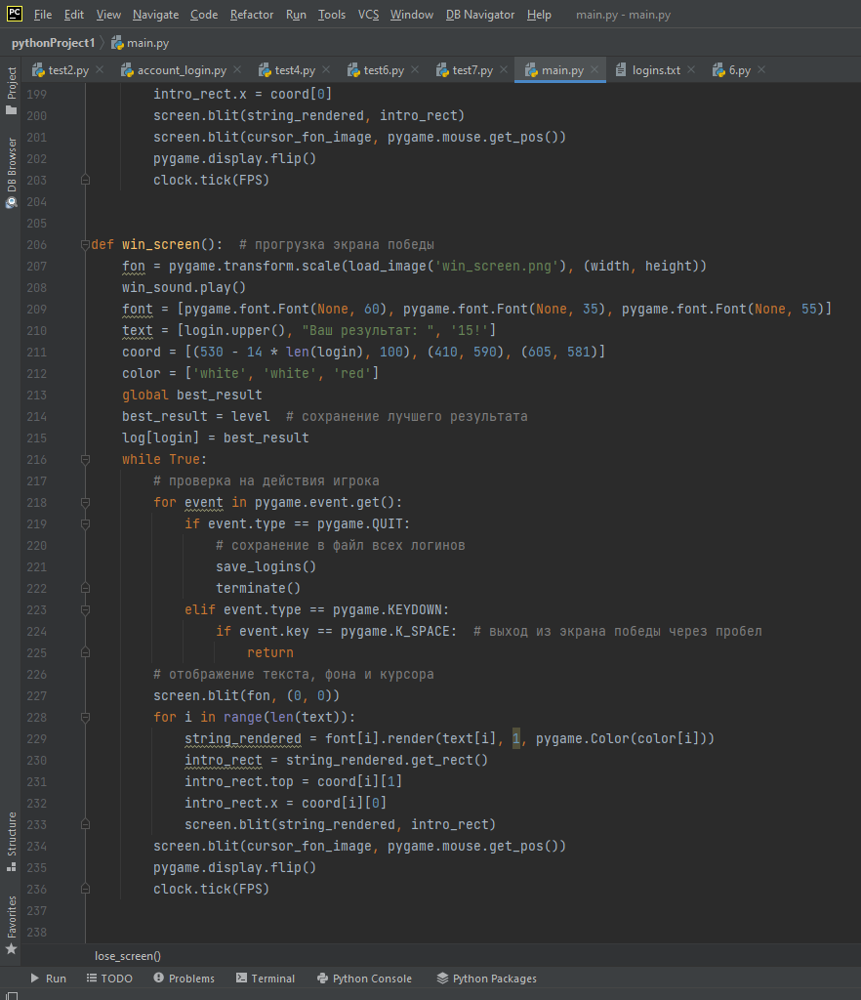 PC File Edit View Navigate Code Refactor Run Tools VCS Window DB Navigator Help main.py - main.py
pythonProject1 main.py
test2.py account_login.py test4.py test6.py test7.py main.py logins.txt 6.py
Project
DB Browser
Structure
Favorites
199 intro_rect.x = coord[0]
200 screen.blit(string_rendered, intro_rect)
201 screen.blit(cursor_fon_image, pygame.mouse.get_pos())
202 pygame.display.flip()
203 clock.tick(FPS)
204
205
206 def win_screen():  # прогрузка экрана победы
207 fon = pygame.transform.scale(load_image('win_screen.png'), (width, height))
208 win_sound.play()
209 font = [pygame.font.Font(None, 60), pygame.font.Font(None, 35), pygame.font.Font(None, 55)]
210 text = [login.upper(), "Ваш результат: ", '15!']
211 coord = [(530 - 14 * len(login), 100), (410, 590), (605, 581)]
212 color = ['white', 'white', 'red']
213 global best_result
214 best_result = level  # сохранение лучшего результата
215 log[login] = best_result
216 while True:
217 # проверка на действия игрока
218 for event in pygame.event.get():
219 if event.type == pygame.QUIT:
220 # сохранение в файл всех логинов
221 save_logins()
222 terminate()
223 elif event.type == pygame.KEYDOWN:
224 if event.key == pygame.K_SPACE:  # выход из экрана победы через пробел
225 return
226 # отображение текста, фона и курсора
227 screen.blit(fon, (0, 0))
228 for i in range(len(text)):
229 string_rendered = font[i].render(text[i], 1, pygame.Color(color[i]))
230 intro_rect = string_rendered.get_rect()
231 intro_rect.top = coord[i][1]
232 intro_rect.x = coord[i][0]
233 screen.blit(string_rendered, intro_rect)
234 screen.blit(cursor_fon_image, pygame.mouse.get_pos())
235 pygame.display.flip()
236 clock.tick(FPS)
237
238
lose_screen()
Run TODO Problems Terminal Python Console Python Packages